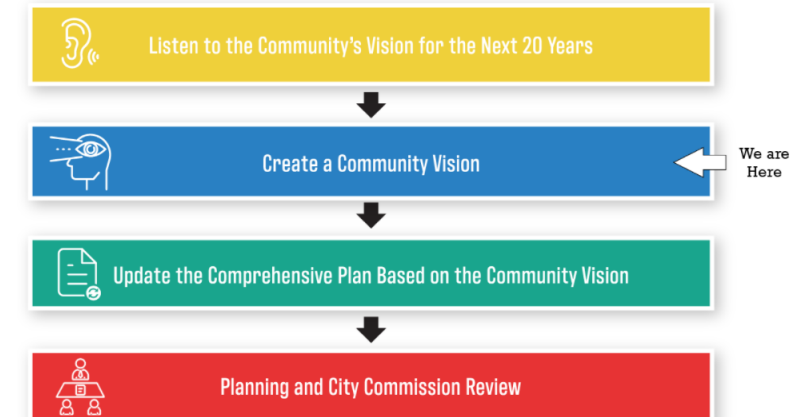 Listen to the Community's Vision for the Next 20 Years
Create a Community Vision
We are
Here
Update the Comprehensive Plan Based on the Community Vision
Planning and City Commission Review